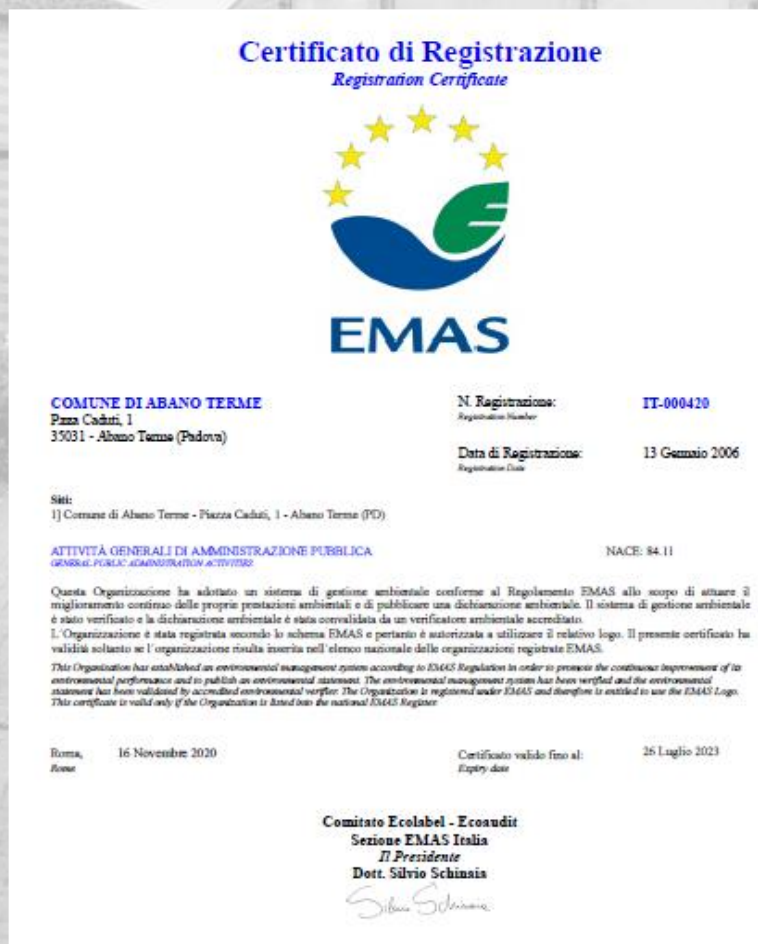 Certificato di Registrazione
Registration Certificate
EMAS
COMUNE DI ABANO TERME
Pzza Caduti, 1
35031 - Abano Terme (Padova)
N. Registrazione:
Registration Number
IT-000420
Data di Registrazione:
Registration Date
13 Gennaio 2006
Siti:
1] Comune di Abano Terme - Piazza Caduti, 1 - Abano Terme (PD)
ATTIVITÀ GENERALI DI AMMINISTRAZIONE PUBBLICA
GENERAL PUBLIC ADMINISTRATION ACTIVITIES
NACE: 84.11
Questa Organizzazione ha adottato un sistema di gestione ambientale conforme al Regolamento EMAS allo scopo di attuare il
miglioramento continuo delle proprie prestazioni ambientali e di pubblicare una dichiarazione ambientale. Il sistema di gestione ambientale
è stato verificato e la dichiarazione ambientale è stata convalidata da un verificatore ambientale accreditato.
L'Organizzazione è stata registrata secondo lo schema EMAS e pertanto è autorizzata a utilizzare il relativo logo. Il presente certificato ha
validità soltanto se l'organizzazione risulta inserita nell'elenco nazionale delle organizzazioni registrate EMAS.
This Organisation has established an environmental management system according to EMAS Regulation in order to promote the continuous improvement of its
environmental performance and to publish an environmental statement. The environmental management system has been verified and the environmental
statement has been validated by accredited environmental verifier. The Organization is registered under EMAS and therefore is entitled to use the EMAS Logo.
This certificate is valid only if the Organization is listed into the national EMAS Register
Roma,
Rome
16 Novembre 2020
Certificato valido fino al:
Expiry date
26 Luglio 2023
Comitato Ecolabel - Ecoaudit
Sezione EMAS Italia
Il Presidente
Dott. Silvio Schinaia
Silvio Schinaia